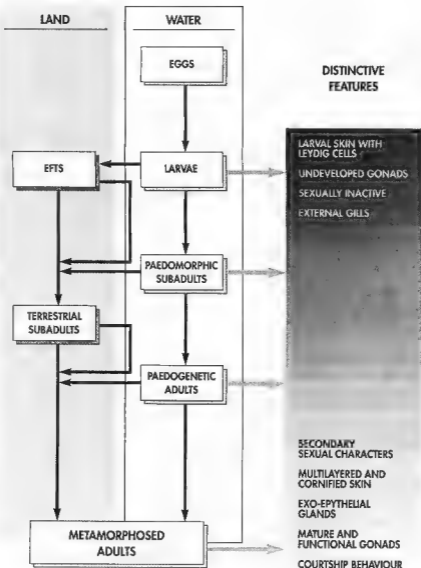 LAND
WATER
EGGS
DISTINCTIVE
FEATURES
LARVAL SKIN WITH
LEYDIG CELLS
EFTS
LARVAE
UNDEVELOPED GONADS
SEXUALLY INACTIVE
EXTERNAL GILLS
PAEDOMORPHIC
SUBADULTS
TERRESTRIAL
SUBADULTS
PAEDOGENETIC
ADULTS
SECONDARY
SEXUAL CHARACTERS
MULTILAYERED AND
CORNIFIED SKIN
EXO-EPYTHELIAL
GLANDS
METAMORPHOSED
ADULTS
MATURE AND
FUNCTIONAL GONADS
COURTSHIP BEHAVIOUR